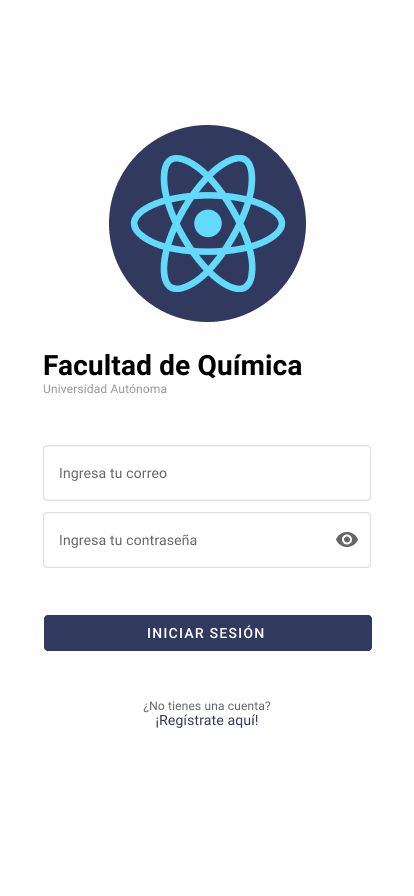 Facultad de Química
Universidad Autónoma
Ingresa tu correo
Ingresa tu contraseña
INICIAR SESIÓN
¿No tienes una cuenta?
¡Regístrate aquí!